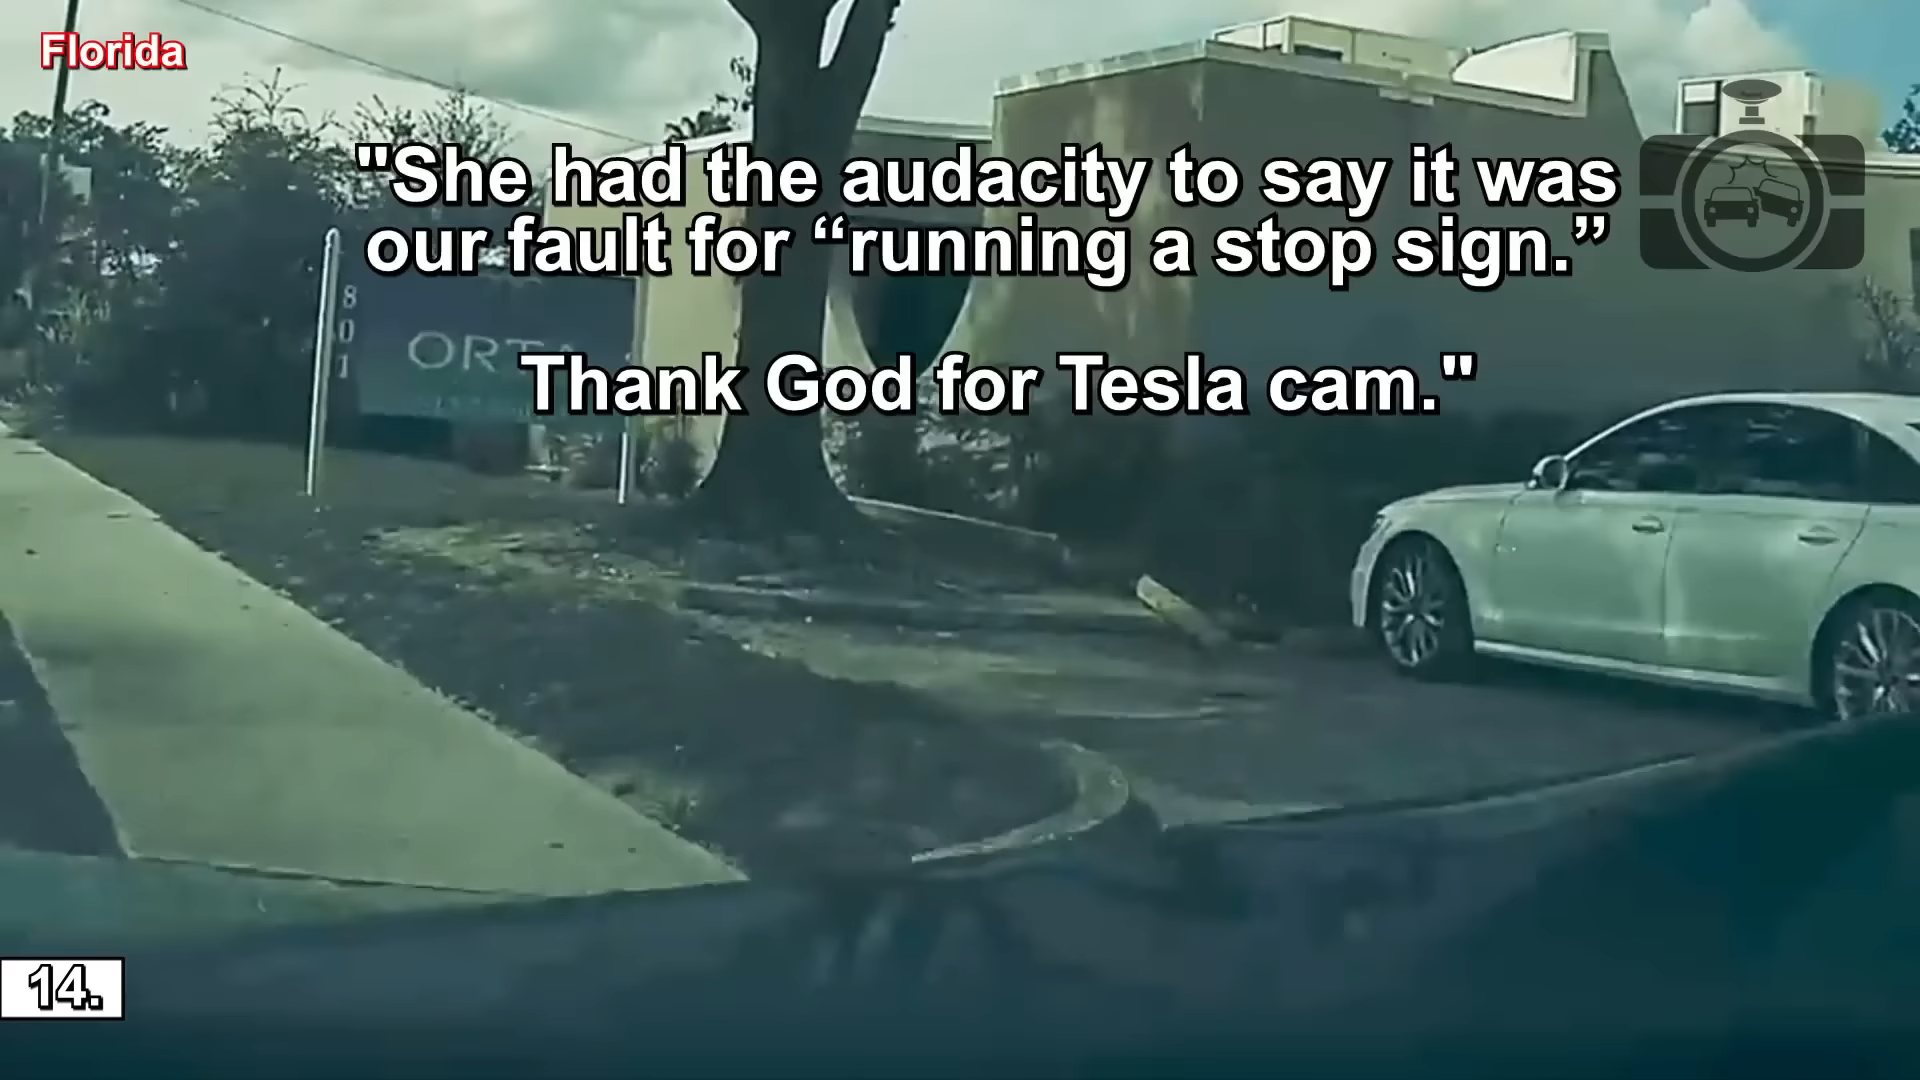 Florida
"She had the audacity to say it was
our fault for “running a stop sign.”
Thank God for Tesla cam."
801
14.